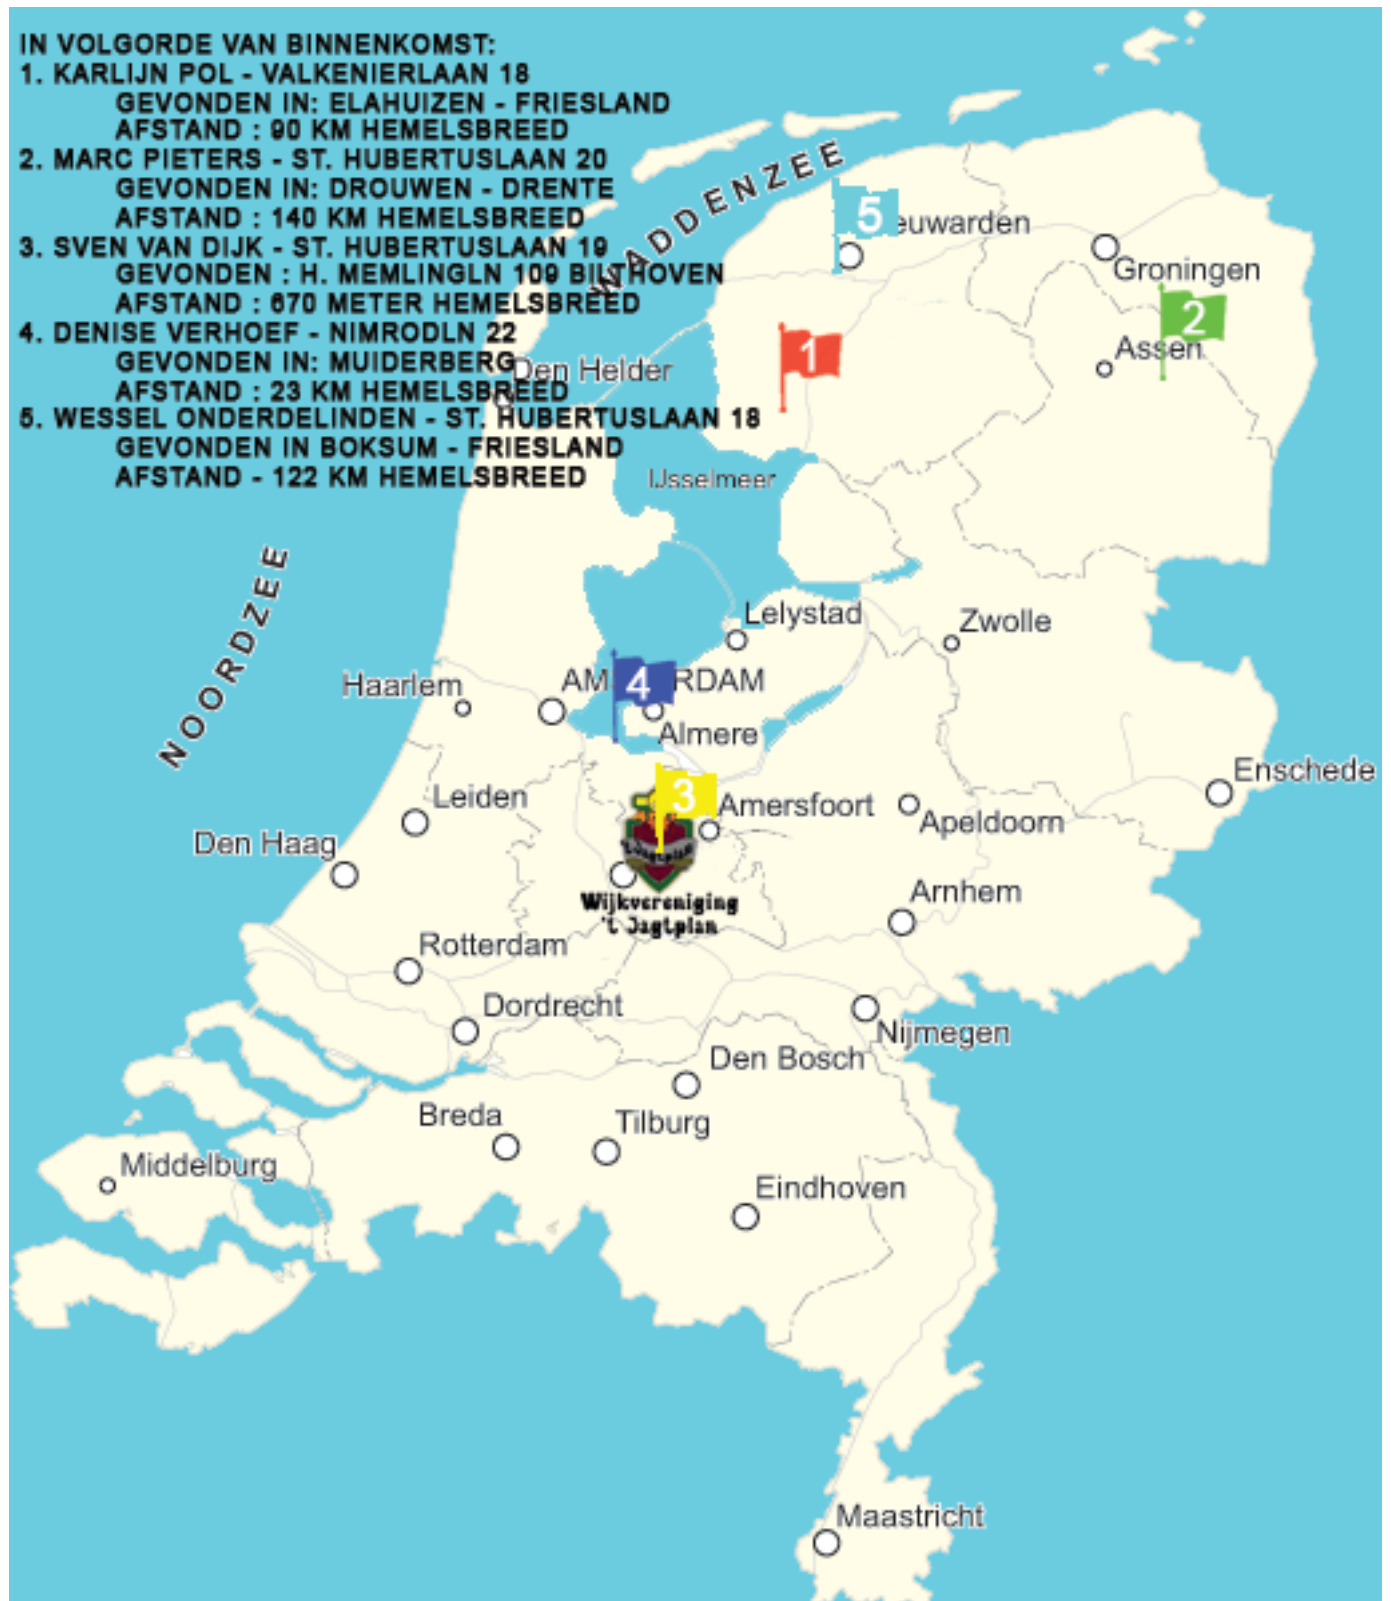 IN VOLGORDE VAN BINNENKOMST:
1. KARLIJN POL - VALKENIERLAAN 18
GEVONDEN IN: ELAHUIZEN - FRIESLAND
AFSTAND : 90 KM HEMELSBREED
2. MARC PIETERS - ST. HUBERTUSLAAN 20
GEVONDEN IN: DROUWEN - DRENTE
AFSTAND : 140 KM HEMELSBREED
3. SVEN VAN DIJK - ST. HUBERTUSLAAN 19
GEVONDEN : H. MEMLINGLN 109 BILTHOVEN
AFSTAND : 670 METER HEMELSBREED
4. DENISE VERHOEF - NIMRODLN 22
GEVONDEN IN: MUIDERBERG
AFSTAND : 23 KM HEMELSBREED
5. WESSEL ONDERDELINDEN - ST. HUBERTUSLAAN 18
GEVONDEN IN BOKSUM - FRIESLAND
AFSTAND - 122 KM HEMELSBREED
WADDENZEE
5
euwarden
Groningen
2
1
Assen
Den Helder
IJsselmeer
NOORDZEE
Lelystad
Zwolle
Haarlem
AM 4 RDAM
Almere
Enschede
Leiden
3
Amersfoort
Apeldoorn
Den Haag
't Jagtplan
Wijkvereniging
't Jagtplan
Arnhem
Rotterdam
Dordrecht
Nijmegen
Den Bosch
Breda
Tilburg
Middelburg
Eindhoven
Maastricht